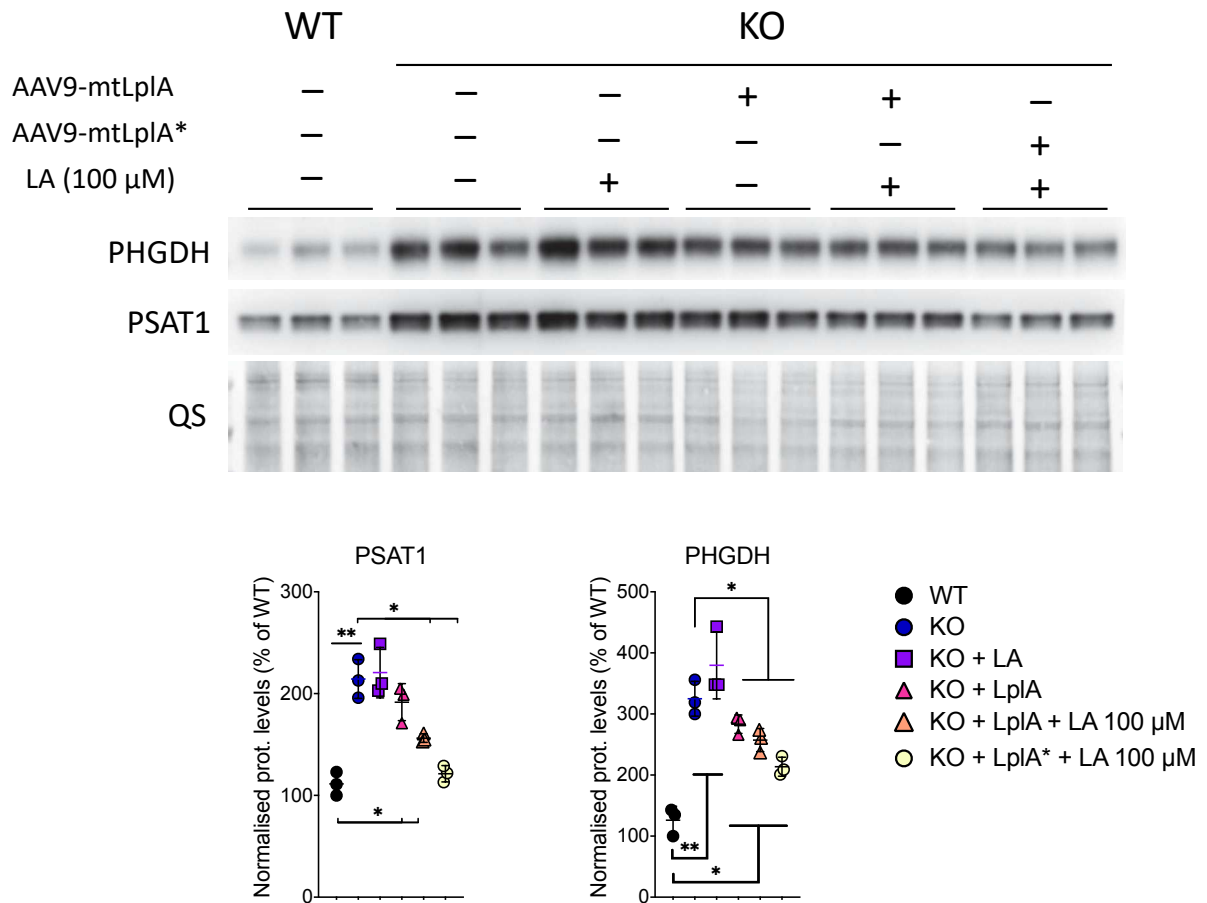 WT KO
AAV9-mtLplA − − − + + −
AAV9-mtLplA* − − − − − +
LA (100 µM) − − + − + +
PHGDH
PSAT1
QS
PSAT1
Normalised prot. levels (% of WT)
300
200
100
0
**
*
*
PHGDH
Normalised prot. levels (% of WT)
500
400
300
200
100
0
*
**
*
WT
KO
KO + LA
KO + LplA
KO + LplA + LA 100 µM
KO + LplA* + LA 100 µM